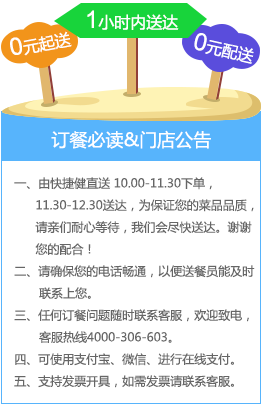 1小时内送达
0元起送
0元配送
订餐必读&门店公告
一、由快捷健直送 10.00-11.30下单，
11.30-12.30送达，为保证您的菜品品质，
请亲们耐心等待，我们会尽快送达。谢谢
您的配合！
二、请确保您的电话畅通，以便送餐员能及时
联系上您。
三、任何订餐问题随时联系客服，欢迎致电，
客服热线4000-306-603。
四、可使用支付宝、微信、进行在线支付。
五、支持发票开具，如需发票请联系客服。